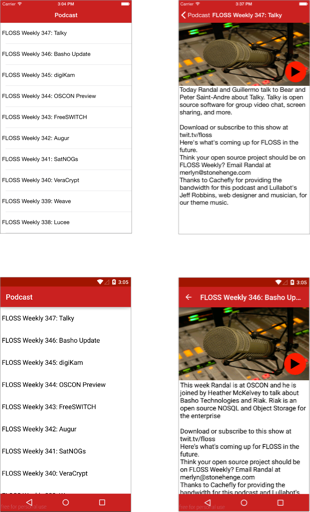 Carrier 3:04 PM
Podcast
FLOSS Weekly 347: Talky
FLOSS Weekly 346: Basho Update
FLOSS Weekly 345: digiKam
FLOSS Weekly 344: OSCON Preview
FLOSS Weekly 343: FreeSWITCH
FLOSS Weekly 342: Augur
FLOSS Weekly 341: SatNOGs
FLOSS Weekly 340: VeraCrypt
FLOSS Weekly 339: Weave
FLOSS Weekly 338: Lucee
Carrier 3:07 PM
Podcast FLOSS Weekly 347: Talky
Today Randal and Guillermo talk to Bear and
Peter Saint-Andre about Talky. Talky is open
source software for group video chat, screen
sharing, and more.
Download or subscribe to this show at
twit.tv/floss
Here's what's coming up for FLOSS in the
future.
Think your open source project should be on
FLOSS Weekly? Email Randal at
merlyn@stonehenge.com
Thanks to Cachefly for providing the
bandwidth for this podcast and Lullabot's
Jeff Robbins, web designer and musician, for
our theme music.
3:05
Podcast
FLOSS Weekly 347: Talky
FLOSS Weekly 346: Basho Update
FLOSS Weekly 345: digiKam
FLOSS Weekly 344: OSCON Preview
FLOSS Weekly 343: FreeSWITCH
FLOSS Weekly 342: Augur
FLOSS Weekly 341: SatNOGs
FLOSS Weekly 340: VeraCrypt
3:05
FLOSS Weekly 346: Basho Up...
This week Randal is at OSCON and he is
joined by Heather McKelvey to talk about
Basho Technologies and Riak. Riak is an
open source NOSQL and Object Storage for
the enterprise
Download or subscribe to this show at
twit.tv/floss
Here's what's coming up for FLOSS in the
future.
Think your open source project should be
on FLOSS Weekly? Email Randal at
merlyn@stonehenge.com
Thanks to Cachefly for providing the
bandwidth for this podcast and Lullabot's